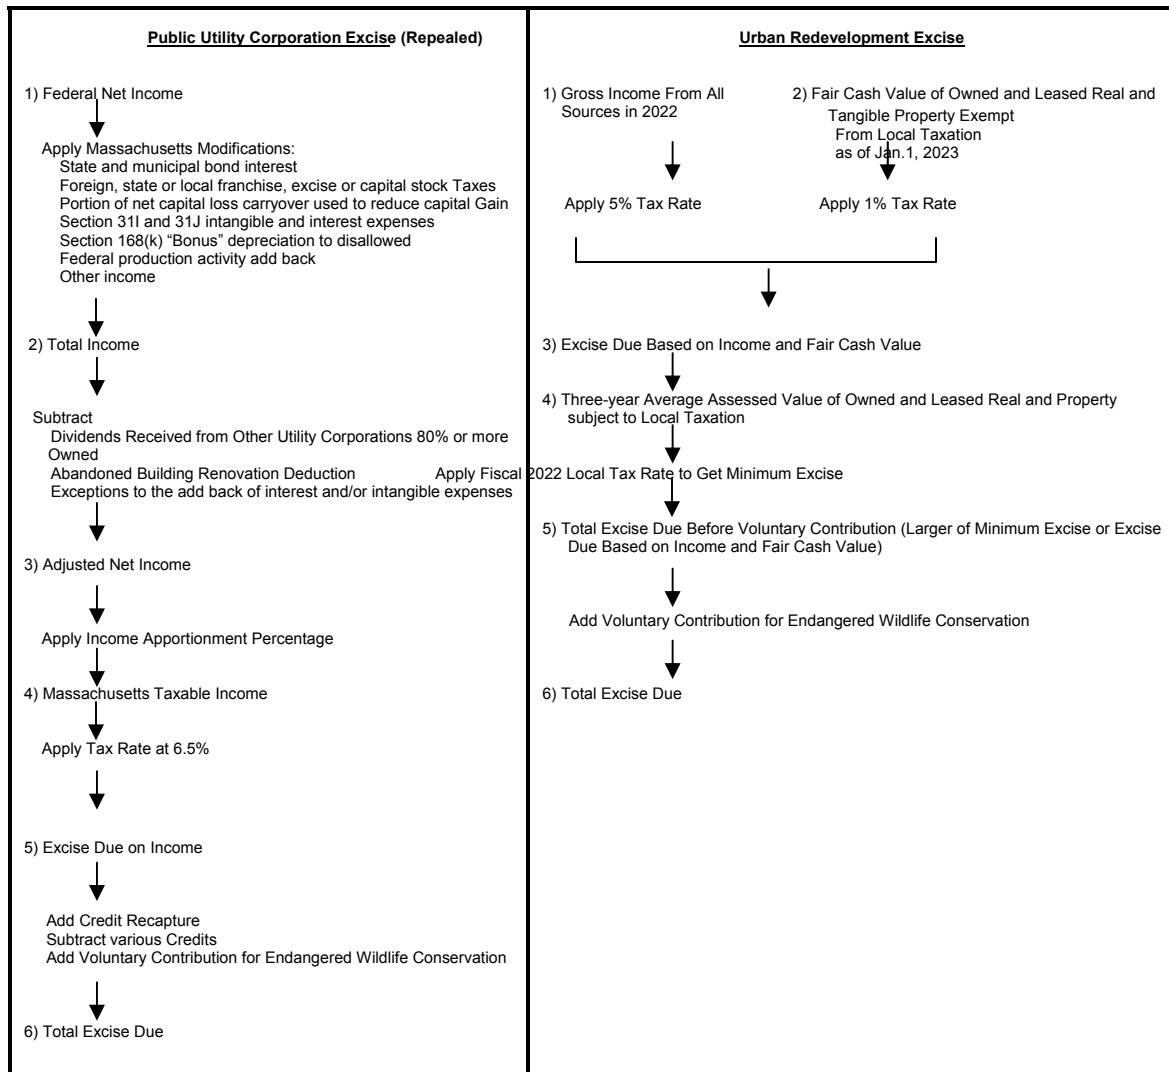 Public Utility Corporation Excise (Repealed)
1) Federal Net Income
Apply Massachusetts Modifications:
State and municipal bond interest
Foreign, state or local franchise, excise or capital stock Taxes
Portion of net capital loss carryover used to reduce capital Gain
Section 31I and 31J intangible and interest expenses
Section 168(k) “Bonus” depreciation to disallowed
Federal production activity add back
Other income
2) Total Income
Subtract
Dividends Received from Other Utility Corporations 80% or more
Owned
Abandoned Building Renovation Deduction
Exceptions to the add back of interest and/or intangible expenses
3) Adjusted Net Income
Apply Income Apportionment Percentage
4) Massachusetts Taxable Income
Apply Tax Rate at 6.5%
5) Excise Due on Income
Add Credit Recapture
Subtract various Credits
Add Voluntary Contribution for Endangered Wildlife Conservation
6) Total Excise Due
Urban Redevelopment Excise
1) Gross Income From All
Sources in 2022
2) Fair Cash Value of Owned and Leased Real and
Tangible Property Exempt
From Local Taxation
as of Jan.1, 2023
Apply 5% Tax Rate
Apply 1% Tax Rate
3) Excise Due Based on Income and Fair Cash Value
4) Three-year Average Assessed Value of Owned and Leased Real and Property
subject to Local Taxation
Apply Fiscal 2022 Local Tax Rate to Get Minimum Excise
5) Total Excise Due Before Voluntary Contribution (Larger of Minimum Excise or Excise
Due Based on Income and Fair Cash Value)
Add Voluntary Contribution for Endangered Wildlife Conservation
6) Total Excise Due